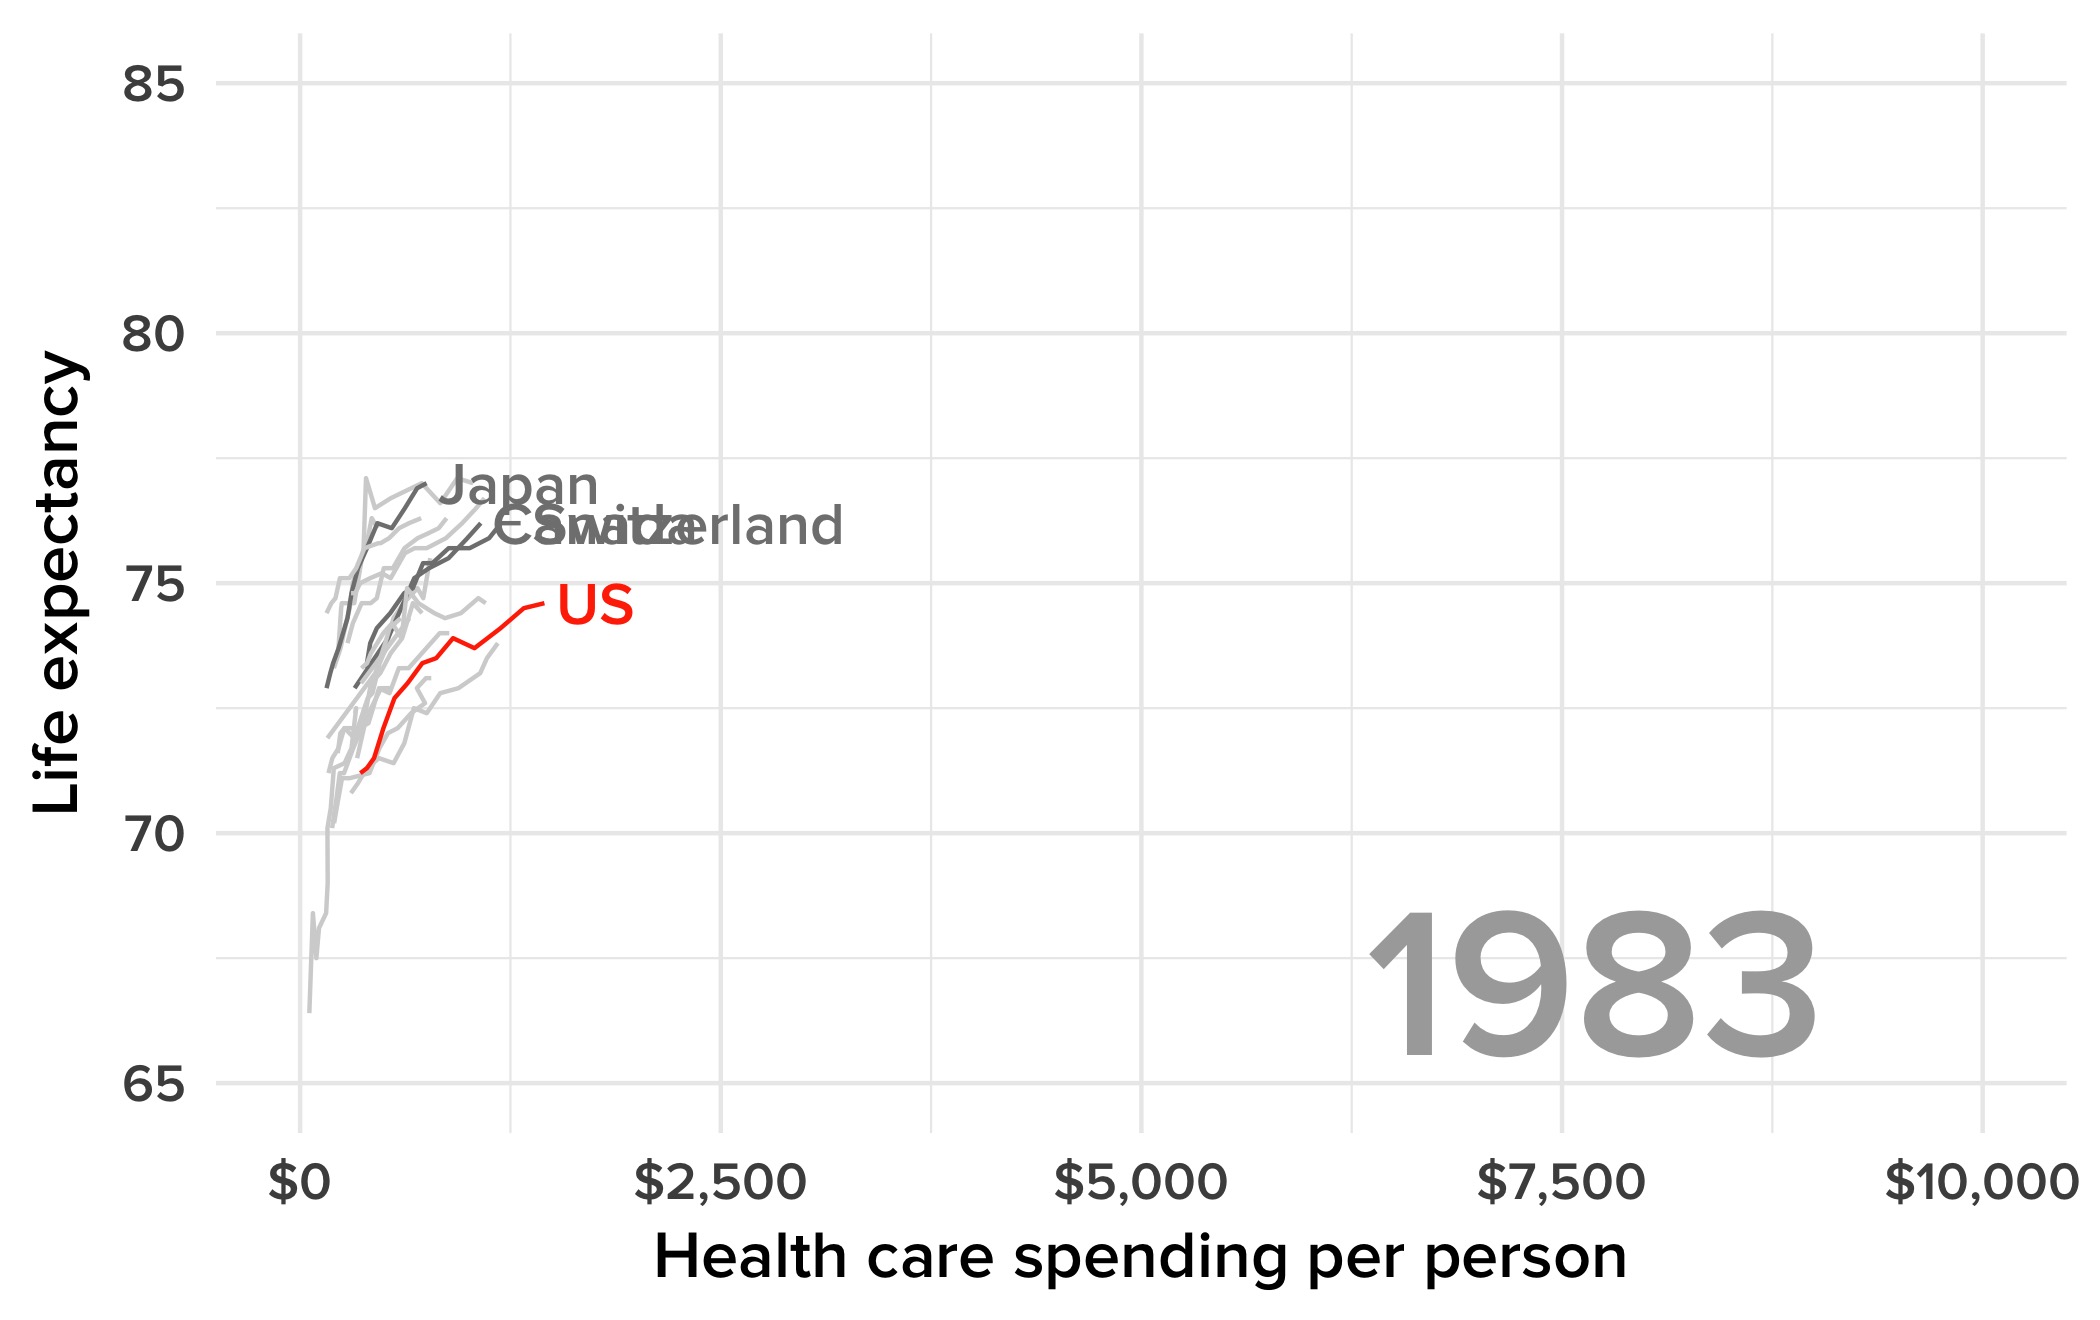 85
80
75
70
65
Life expectancy
Japan
Canada
Switzerland
US
1983
$0 $2,500 $5,000 $7,500 $10,000
Health care spending per person